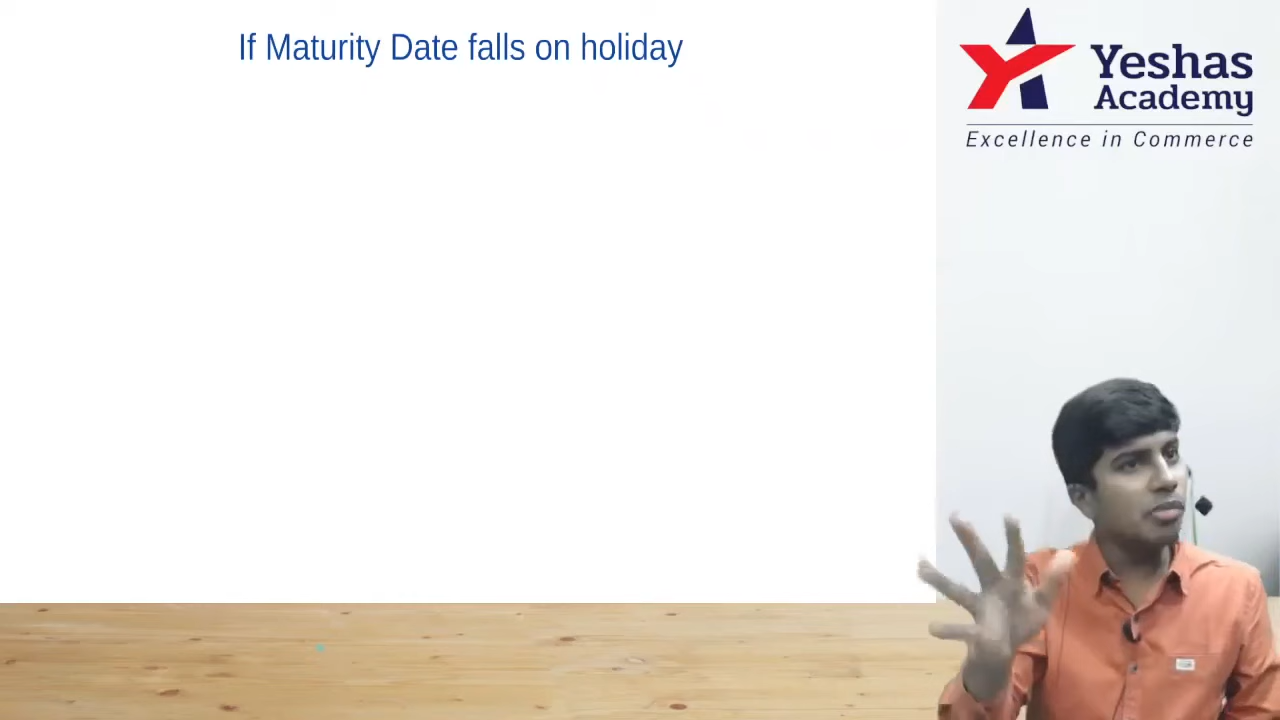 If Maturity Date falls on holiday
Yeshas
Academy
Excellence in Commerce